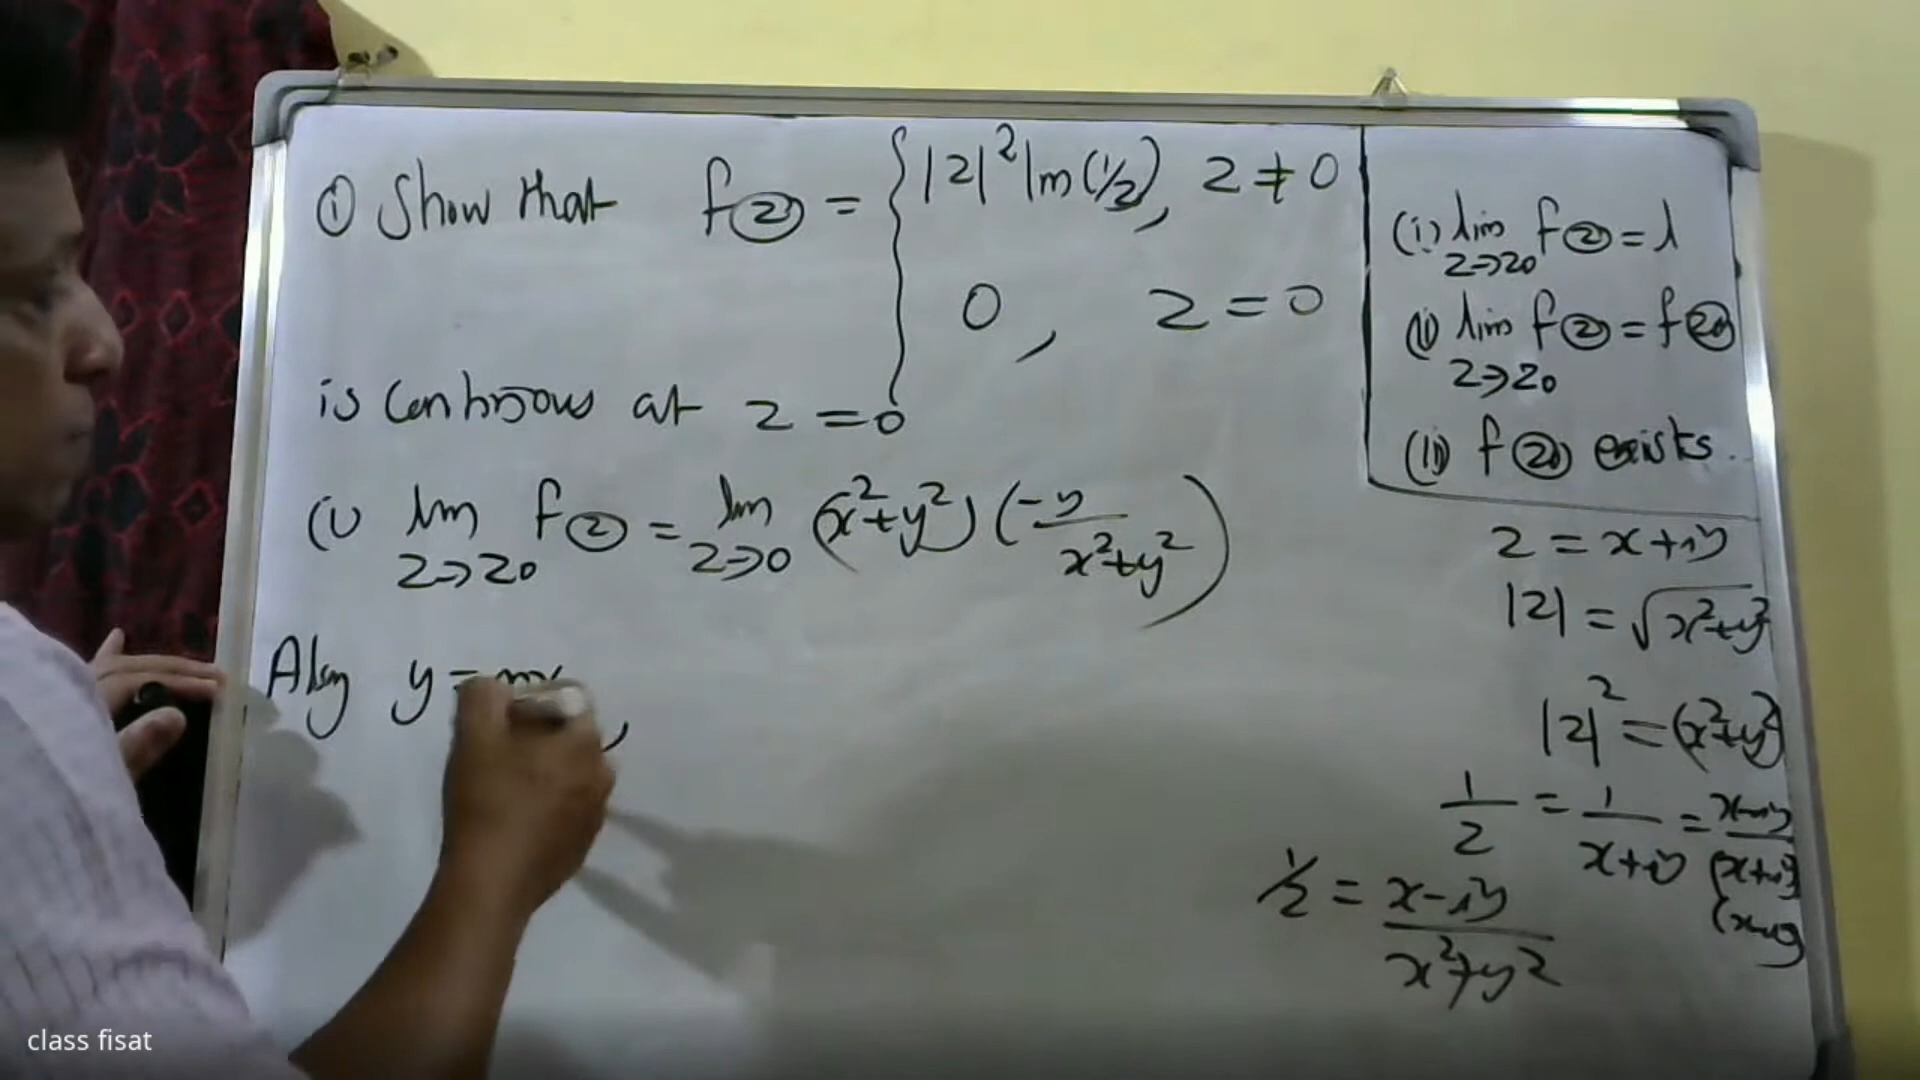 ① Show that f(z) = { |z|² Im(1/z), z ≠ 0
0, z = 0
is continuous at z = 0
(i) lim z→z0 f(z) = lim z→0 (x²+y²) (-y / x²+y²)
Along y = mx,
(i) lim z→z0 f(z) = l
(ii) lim z→z0 f(z) = f(z0)
(iii) f(z0) exists.
z = x+iy
|z| = √x²+y²
|z|² = (x²+y²)
1/z = 1/x+iy = x-iy/(x+iy)(x-iy)
1/z = x-iy / x²+y²
class fisat